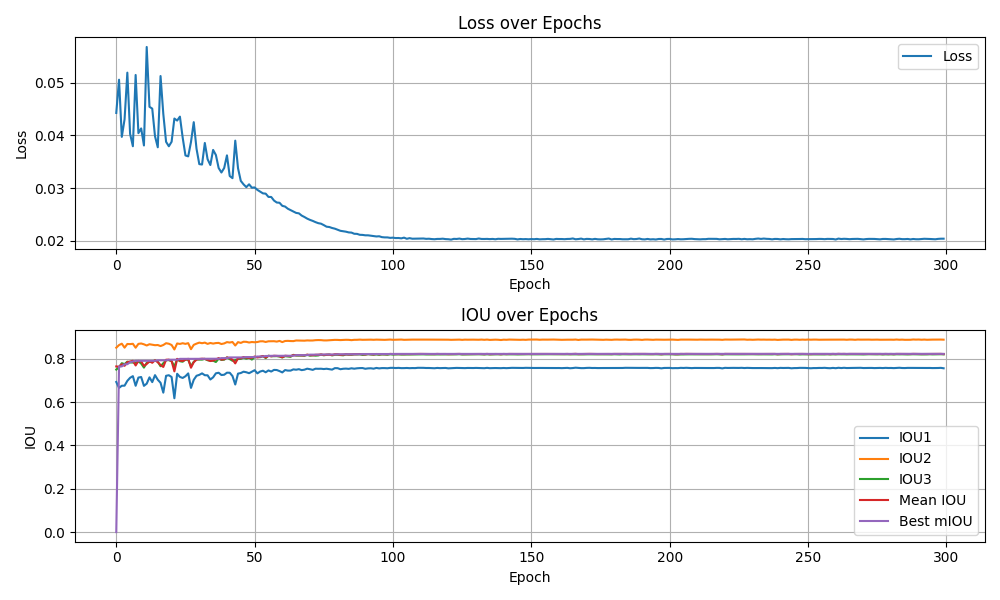 Loss over Epochs
Loss
0.05
0.04
0.03
0.02
Loss
0 50 100 150 200 250 300
Epoch
IOU over Epochs
0.8
0.6
0.4
0.2
0.0
IOU
IOU1
IOU2
IOU3
Mean IOU
Best mIOU
0 50 100 150 200 250 300
Epoch